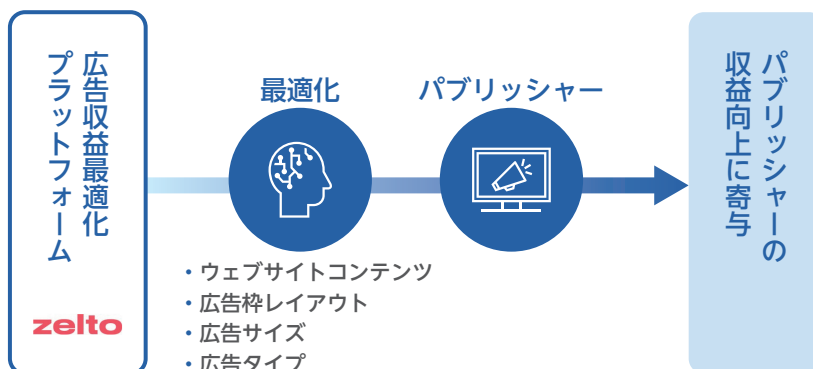 広告収益最適化
プラットフォーム
zelto
最適化
パブリッシャー
・ウェブサイトコンテンツ
・広告枠レイアウト
・広告サイズ
・広告タイプ
パブリッシャーの
収益向上に寄与